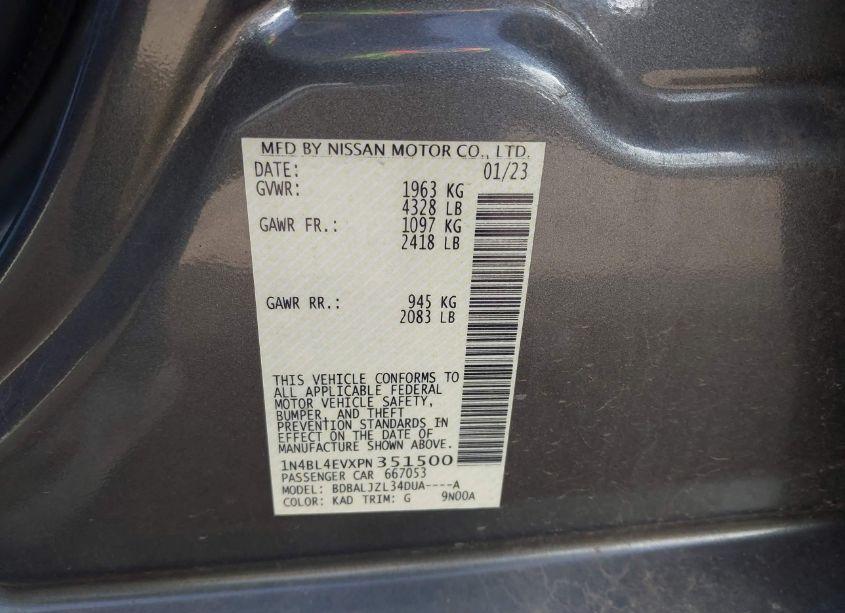 MFD BY NISSAN MOTOR CO., LTD.
DATE: 01/23
GVWR: 1963 KG
4328 LB
GAWR FR.: 1097 KG
2418 LB
GAWR RR.: 945 KG
2083 LB
THIS VEHICLE CONFORMS TO
ALL APPLICABLE FEDERAL
MOTOR VEHICLE SAFETY,
BUMPER, AND THEFT
PREVENTION STANDARDS IN
EFFECT ON THE DATE OF
MANUFACTURE SHOWN ABOVE.
1N4BL4EVXPN351500
PASSENGER CAR 667053
MODEL: BDBALJZL34DUA----A
COLOR: KAD TRIM: G 9N00A